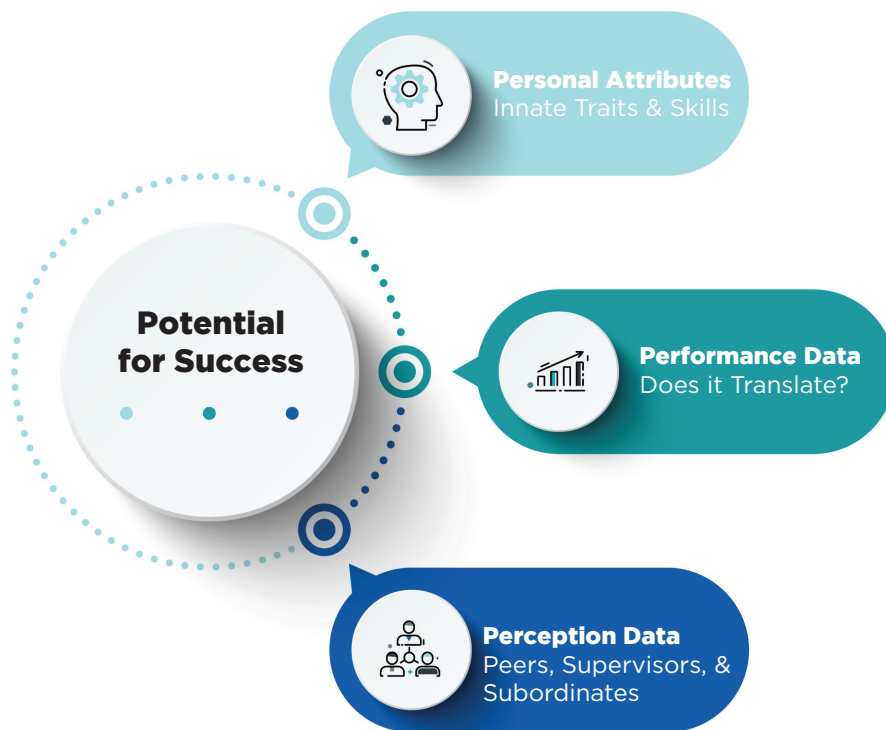 Personal Attributes
Innate Traits & Skills
Potential
for Success
Performance Data
Does it Translate?
Perception Data
Peers, Supervisors, &
Subordinates